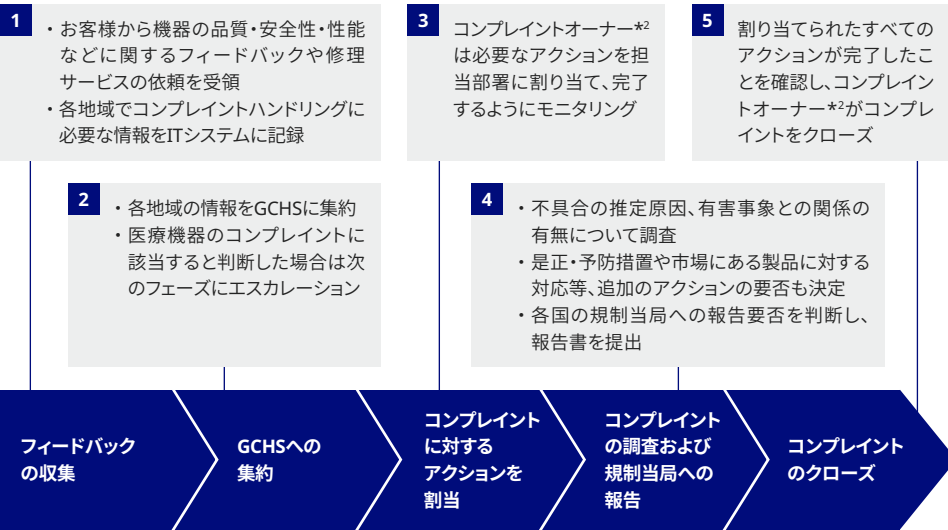 1
・お客様から機器の品質・安全性・性能
などに関するフィードバックや修理
サービスの依頼を受領
・各地域でコンプレイントハンドリングに
必要な情報をITシステムに記録
2
・各地域の情報をGCHSに集約
・医療機器のコンプレイントに
該当すると判断した場合は次
のフェーズにエスカレーション
3
コンプレイントオーナー*2
は必要なアクションを担
当部署に割り当て、完了
するようにモニタリング
4
・不具合の推定原因、有害事象との関係の
有無について調査
・是正・予防措置や市場にある製品に対する
対応等、追加のアクションの要否も決定
・各国の規制当局への報告要否を判断し、
報告書を提出
5
割り当てられたすべての
アクションが完了したこ
とを確認し、コンプレイン
トオーナー*2がコンプレ
イントをクローズ
フィードバック
の収集
GCHSへの
集約
コンプレイント
に対する
アクションを
割当
コンプレイント
の調査および
規制当局への
報告
コンプレイント
のクローズ